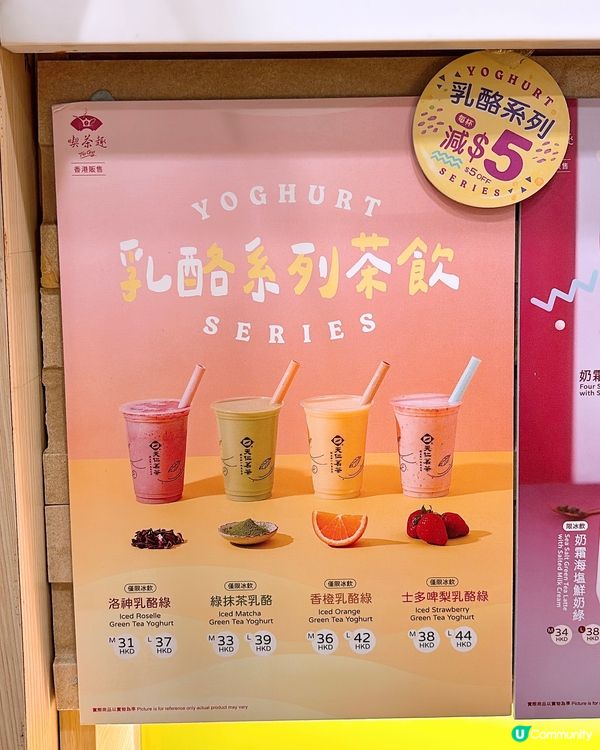 喫茶趣
ToGo
香港販售
YOGHURT
乳酪系列茶飲
SERIES
YOGHURT
乳酪系列
每杯
減$5
$5 OFF
SERIES
天仁茗茶
天仁茗茶
天仁茗茶
天仁茗茶
僅限冰飲
洛神乳酪綠
Iced Roselle
Green Tea Yoghurt
M 31 HKD L 37 HKD
僅限冰飲
綠抹茶乳酪
Iced Matcha
Green Tea Yoghurt
M 33 HKD L 39 HKD
僅限冰飲
香橙乳酪綠
Iced Orange
Green Tea Yoghurt
M 36 HKD L 42 HKD
僅限冰飲
士多啤梨乳酪綠
Iced Strawberry
Green Tea Yoghurt
M 38 HKD L 44 HKD
實際商品以實物為準 Picture is for reference only actual product may vary
售
奶霜
Four S
with S
限冰飲
奶霜海塩鮮奶綠
Sea Salt Green Tea Latte
with Salted Milk Cream
M 34 HKD L 38 HKD
U Community